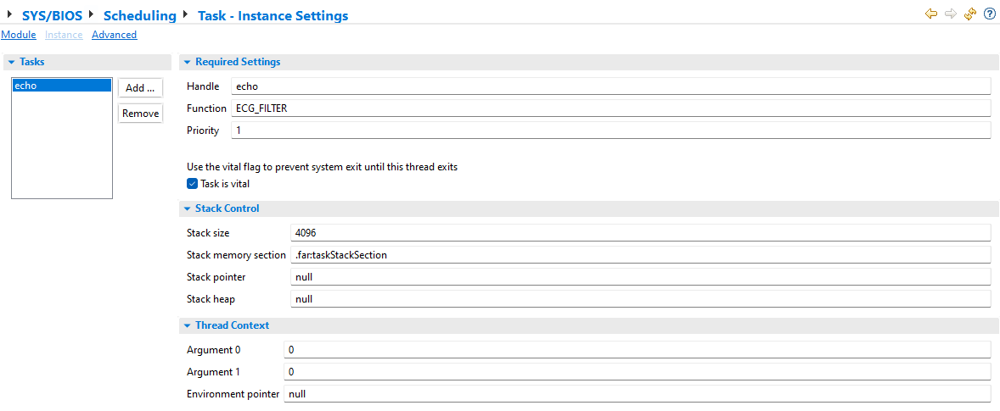 SYS/BIOS Scheduling Task - Instance Settings
Module Instance Advanced
Tasks
echo
Add ...
Remove
Required Settings
Handle echo
Function ECG_FILTER
Priority 1
Use the vital flag to prevent system exit until this thread exits
Task is vital
Stack Control
Stack size 4096
Stack memory section .far:taskStackSection
Stack pointer null
Stack heap null
Thread Context
Argument 0 0
Argument 1 0
Environment pointer null